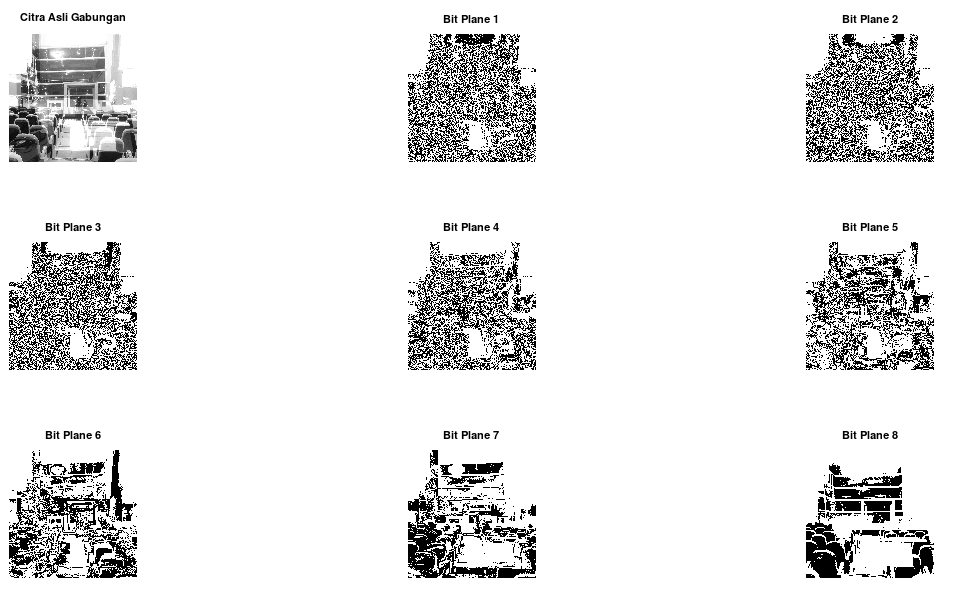 Citra Asli Gabungan
Bit Plane 1
Bit Plane 2
Bit Plane 3
Bit Plane 4
Bit Plane 5
Bit Plane 6
Bit Plane 7
Bit Plane 8